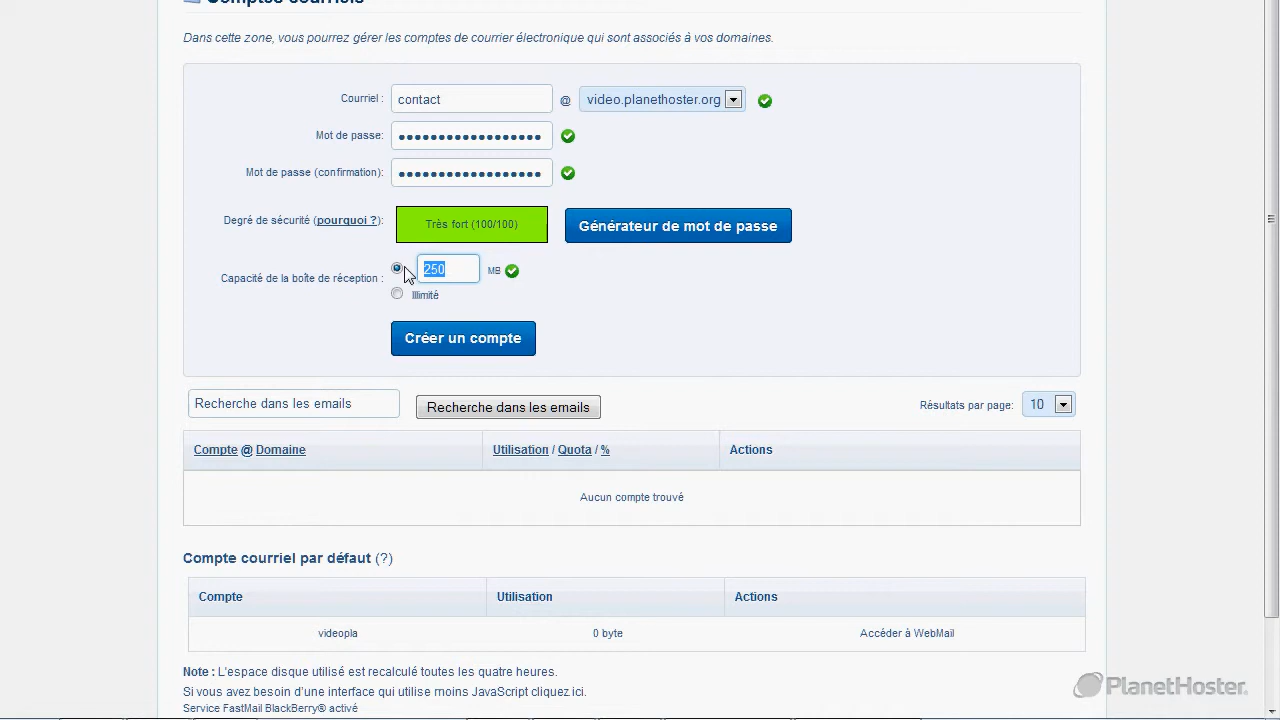 Comptes courriels
Dans cette zone, vous pourrez gérer les comptes de courrier électronique qui sont associés à vos domaines.
Courriel : contact @ video.planethoster.org
Mot de passe: ••••••••••••••••••
Mot de passe (confirmation): ••••••••••••••••••
Degré de sécurité (pourquoi ?): Très fort (100/100) Générateur de mot de passe
Capacité de la boîte de réception : 250 MB
Illimité
Créer un compte
Recherche dans les emails Recherche dans les emails Résultats par page: 10
Compte @ Domaine Utilisation / Quota / % Actions
Aucun compte trouvé
Compte courriel par défaut (?)
Compte Utilisation Actions
videopla 0 byte Accéder à WebMail
Note : L'espace disque utilisé est recalculé toutes les quatre heures.
Si vous avez besoin d'une interface qui utilise moins JavaScript cliquez ici.
Service FastMail BlackBerry® activé
PlanetHoster.